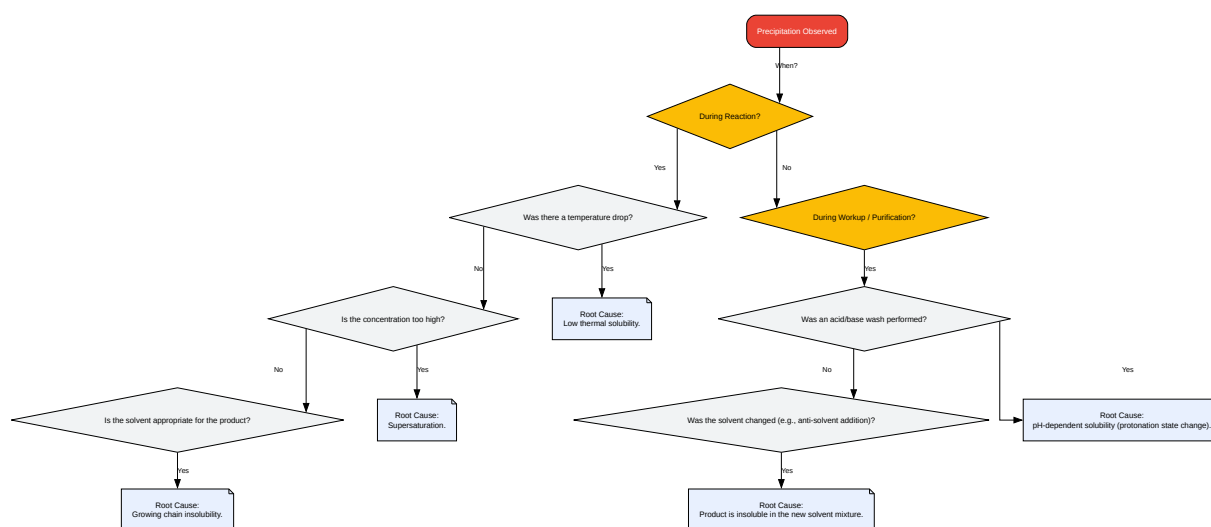 Precipitation Observed
When?
During Reaction?
Yes
No
Was there a temperature drop?
During Workup / Purification?
No
Yes
Yes
Is the concentration too high?
Root Cause:
Low thermal solubility.
Was an acid/base wash performed?
No
Yes
No
Yes
Is the solvent appropriate for the product?
Root Cause:
Supersaturation.
Was the solvent changed (e.g., anti-solvent addition)?
Root Cause:
pH-dependent solubility (protonation state change).
Yes
Yes
Root Cause:
Growing chain insolubility.
Root Cause:
Product is insoluble in the new solvent mixture.